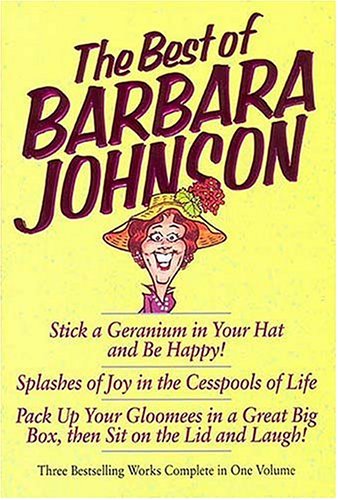 The Best of
BARBARA
JOHNSON
Stick a Geranium in Your Hat
and Be Happy!
Splashes of Joy in the Cesspools of Life
Pack Up Your Gloomees in a Great Big
Box, then Sit on the Lid and Laugh!
Three Bestselling Works Complete in One Volume